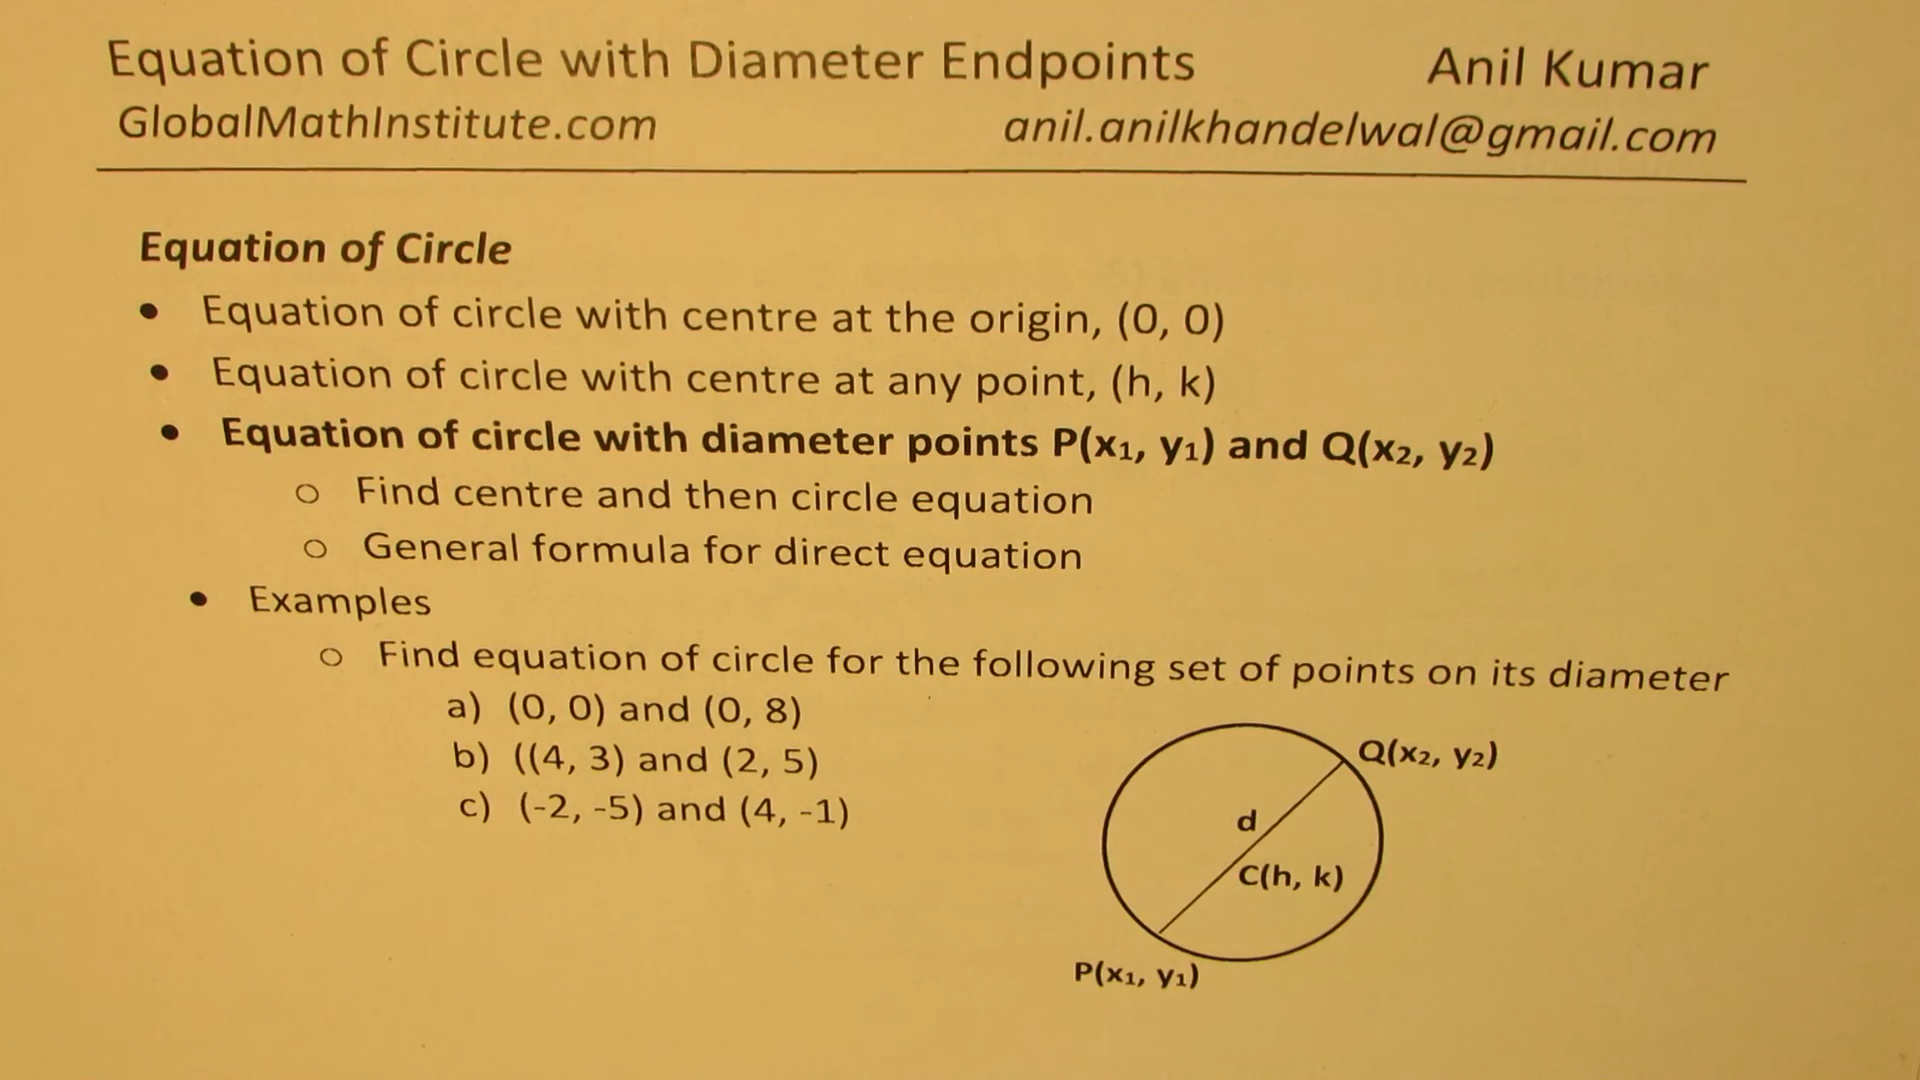 Equation of Circle with Diameter Endpoints Anil Kumar
GlobalMathInstitute.com anil.anilkhandelwal@gmail.com
Equation of Circle
• Equation of circle with centre at the origin, (0, 0)
• Equation of circle with centre at any point, (h, k)
• Equation of circle with diameter points P(x₁, y₁) and Q(x₂, y₂)
o Find centre and then circle equation
o General formula for direct equation
• Examples
o Find equation of circle for the following set of points on its diameter
a) (0, 0) and (0, 8)
b) ((4, 3) and (2, 5)
c) (-2, -5) and (4, -1)
Q(x₂, y₂)
d
C(h, k)
P(x₁, y₁)